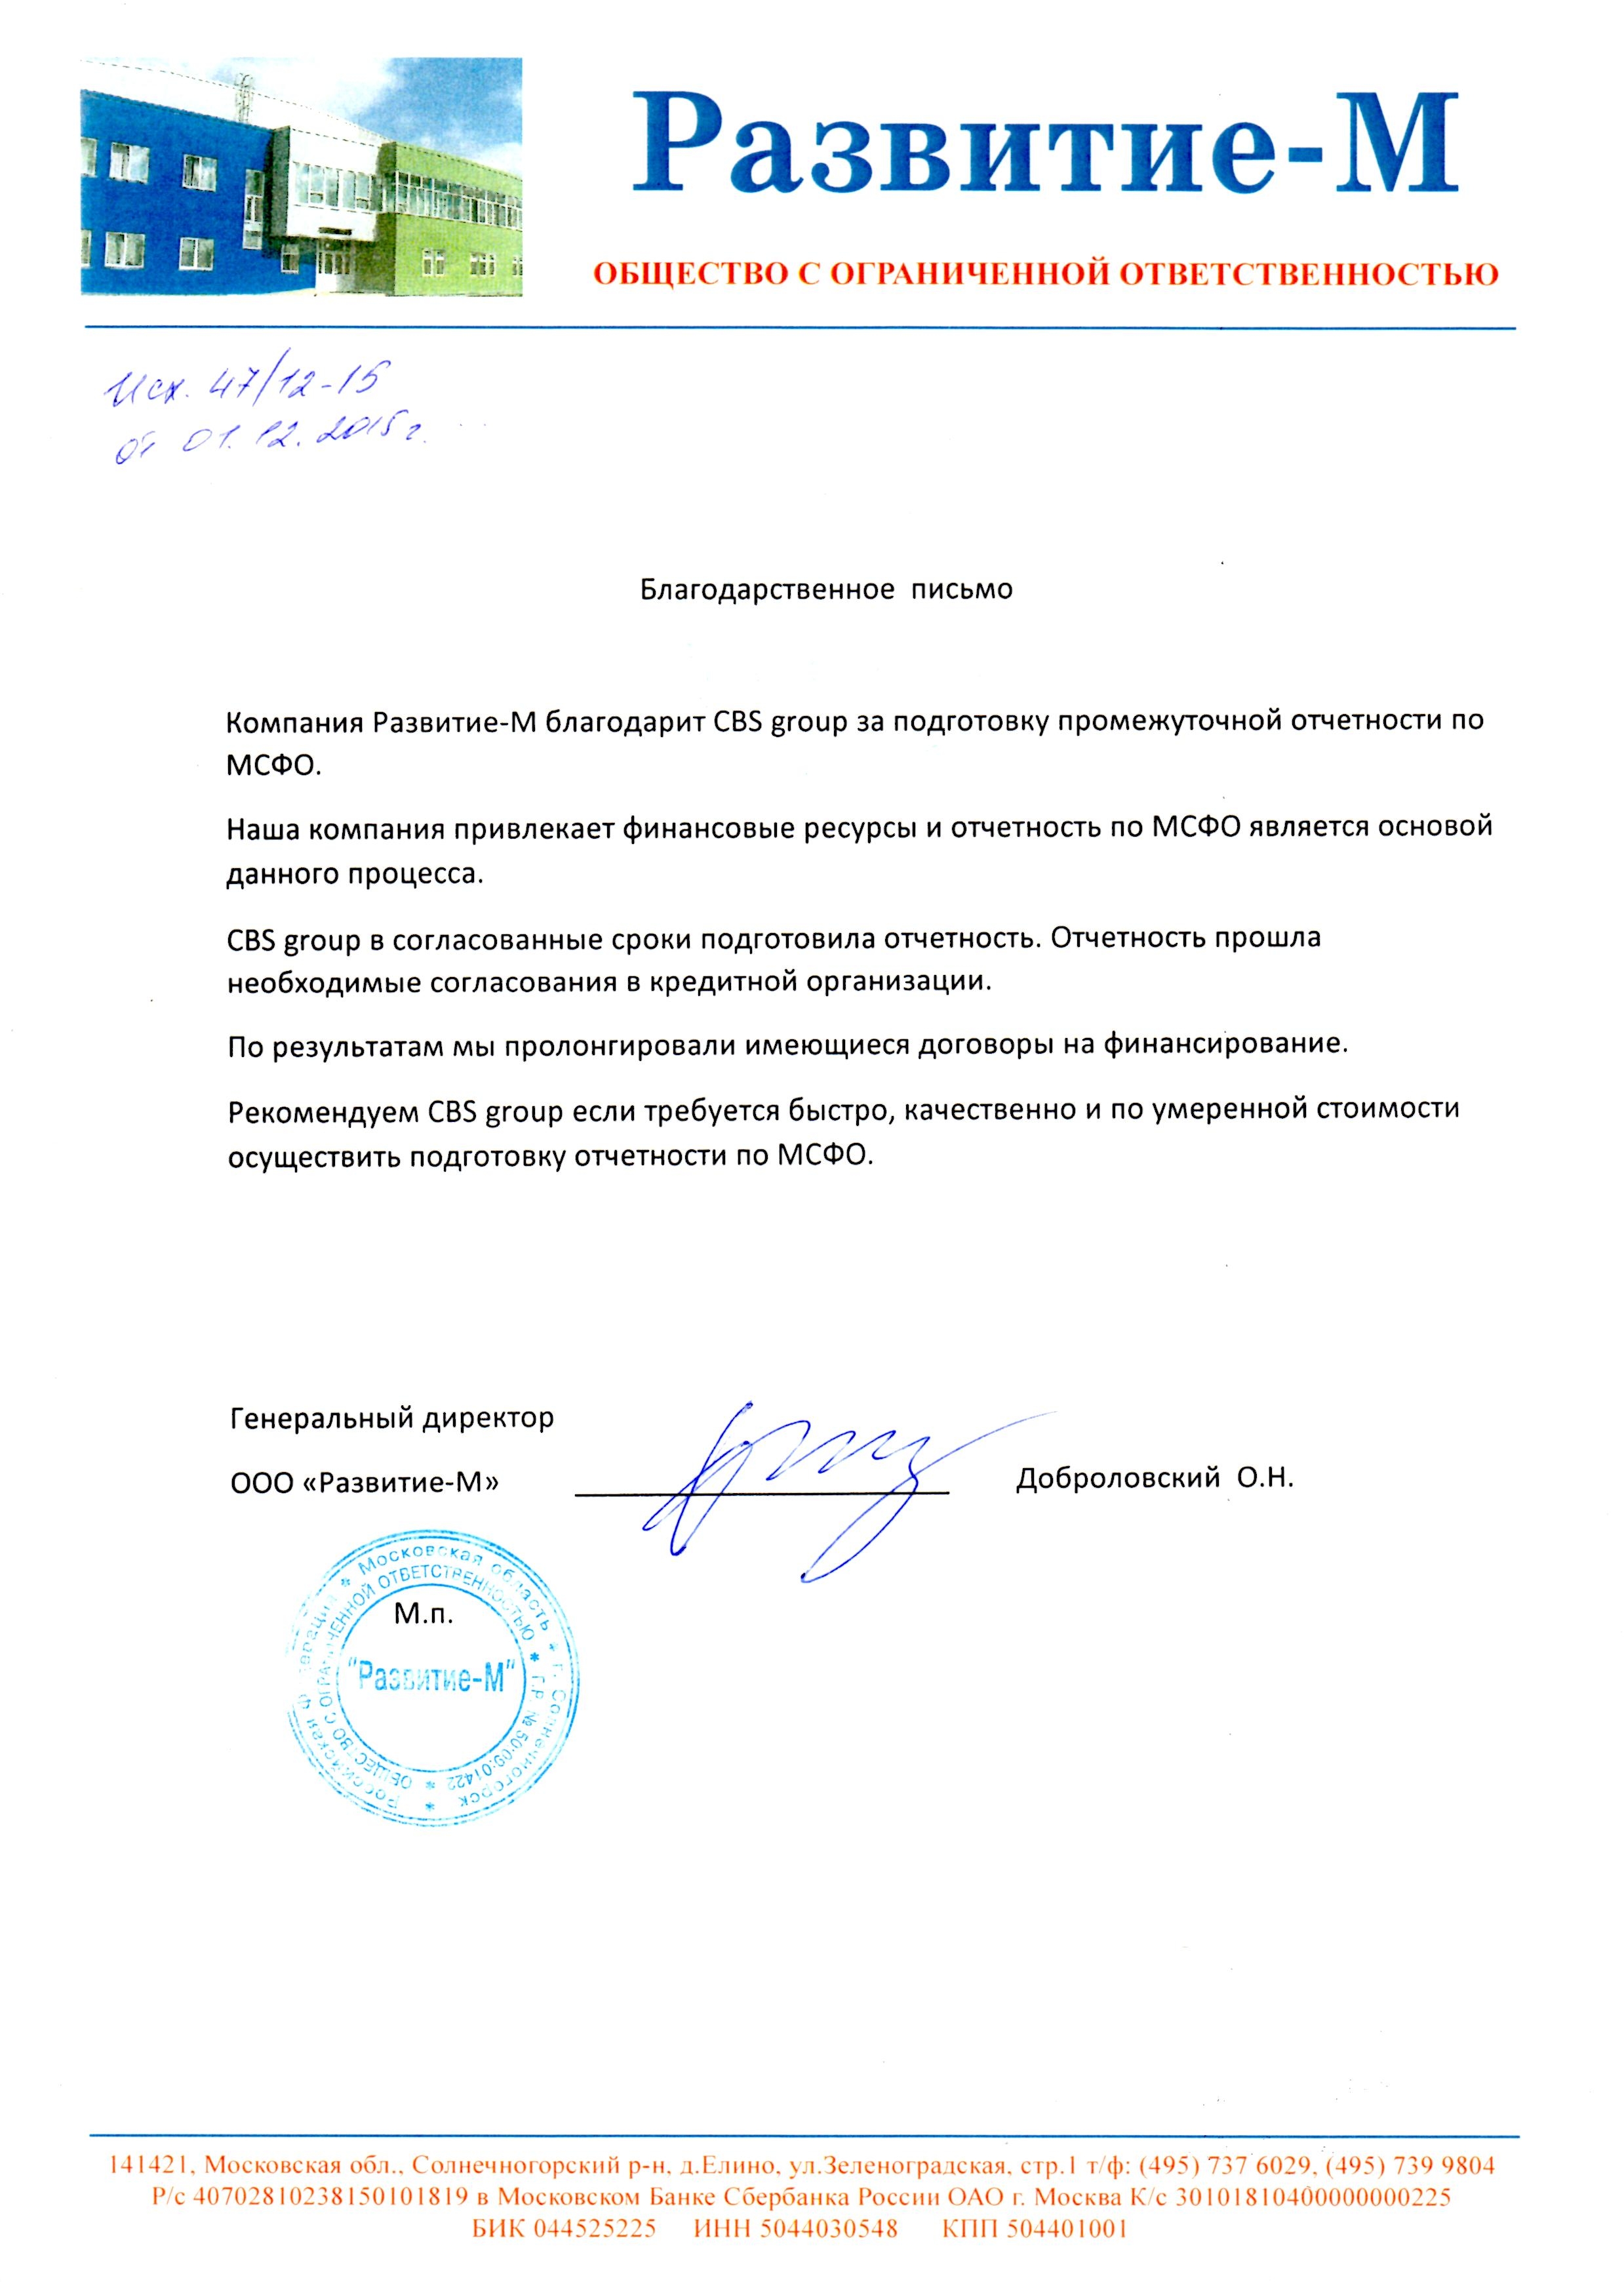 Развитие-М
ОБЩЕСТВО С ОГРАНИЧЕННОЙ ОТВЕТСТВЕННОСТЬЮ
Исх. 47/12-15
от 01.12.2015г.
Благодарственное письмо
Компания Развитие-М благодарит CBS group за подготовку промежуточной отчетности по
МСФО.
Наша компания привлекает финансовые ресурсы и отчетность по МСФО является основой
данного процесса.
CBS group в согласованные сроки подготовила отчетность. Отчетность прошла
необходимые согласования в кредитной организации.
По результатам мы пролонгировали имеющиеся договоры на финансирование.
Рекомендуем CBS group если требуется быстро, качественно и по умеренной стоимости
осуществить подготовку отчетности по МСФО.
Генеральный директор
ООО «Развитие-М» Доброловский О.Н.
М.п.
Российская Федерация * Московская область * г. Солнечногорск *
ОБЩЕСТВО С ОГРАНИЧЕННОЙ ОТВЕТСТВЕННОСТЬЮ * Г.Р. № 50:09:01422 *
"Развитие-М"
141421, Московская обл., Солнечногорский р-н, д.Елино, ул.Зеленоградская, стр.1 т/ф: (495) 737 6029, (495) 739 9804
Р/с 40702810238150101819 в Московском Банке Сбербанка России ОАО г. Москва К/с 30101810400000000225
БИК 044525225 ИНН 5044030548 КПП 504401001